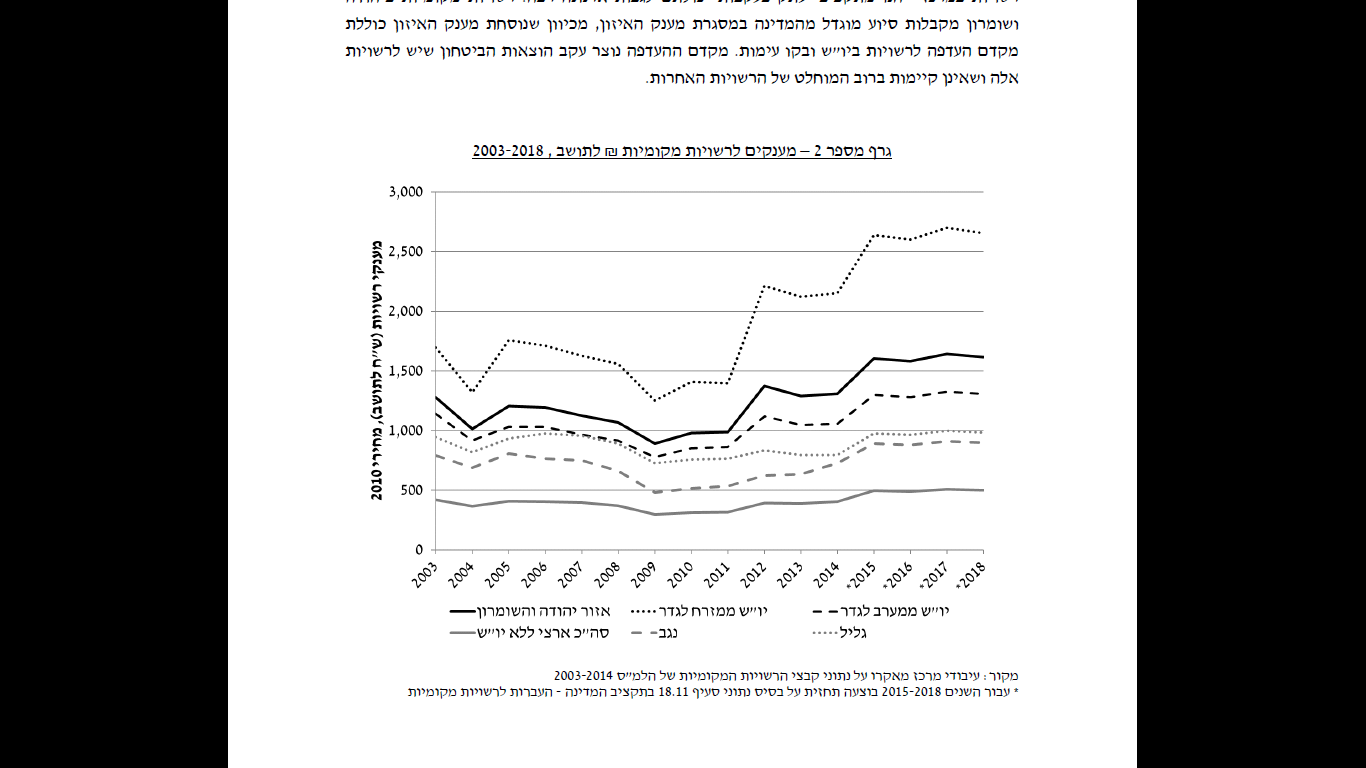 ושומרון מקבלות סיוע מוגדל מהמדינה במסגרת מענק האיזון, מכיוון שנוסחת מענק האיזון כוללת
מקדם העדפה לרשויות ביו״ש ובקו עימות. מקדם ההעדפה נוצר עקב הוצאות הביטחון שיש לרשויות
אלה ושאינן קיימות ברוב המוחלט של הרשויות האחרות.
גרף מספר 2 – מענקים לרשויות מקומיות ₪ לתושב , 2003-2018
מענקי רשויות (ש״ח לתושב), מחירי 2010
3,000
2,500
2,000
1,500
1,000
500
0
2003 2004 2005 2006 2007 2008 2009 2010 2011 2012 2013 2014 *2015 *2016 *2017 *2018
אזור יהודה והשומרון יו״ש ממזרח לגדר יו״ש ממערב לגדר
סה״כ ארצי ללא יו״ש נגב גליל
מקור: עיבודי מרכז מאקרו על נתוני קבצי הרשויות המקומיות של הלמ״ס 2003-2014
* עבור השנים 2015-2018 בוצעה תחזית על בסיס נתוני סעיף 18.11 בתקציב המדינה - העברות לרשויות מקומיות